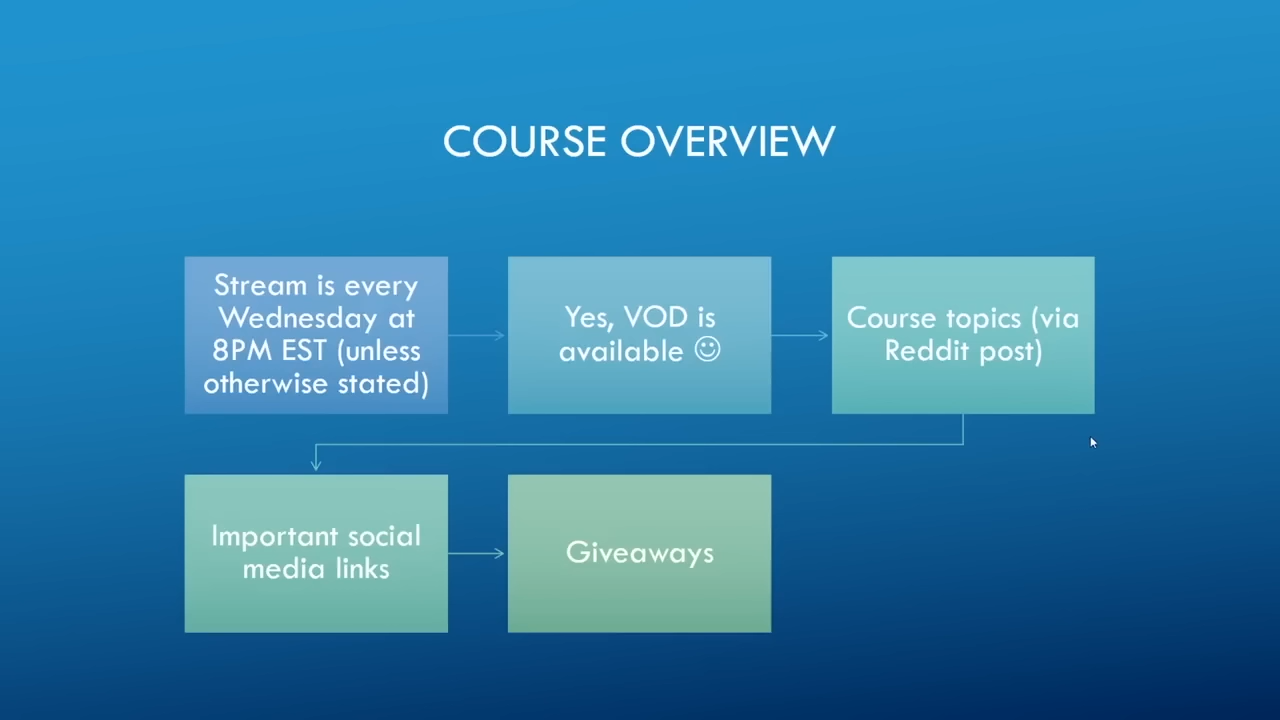 COURSE OVERVIEW
Stream is every
Wednesday at
8PM EST (unless
otherwise stated)
Yes, VOD is
available ☺
Course topics (via
Reddit post)
Important social
media links
Giveaways